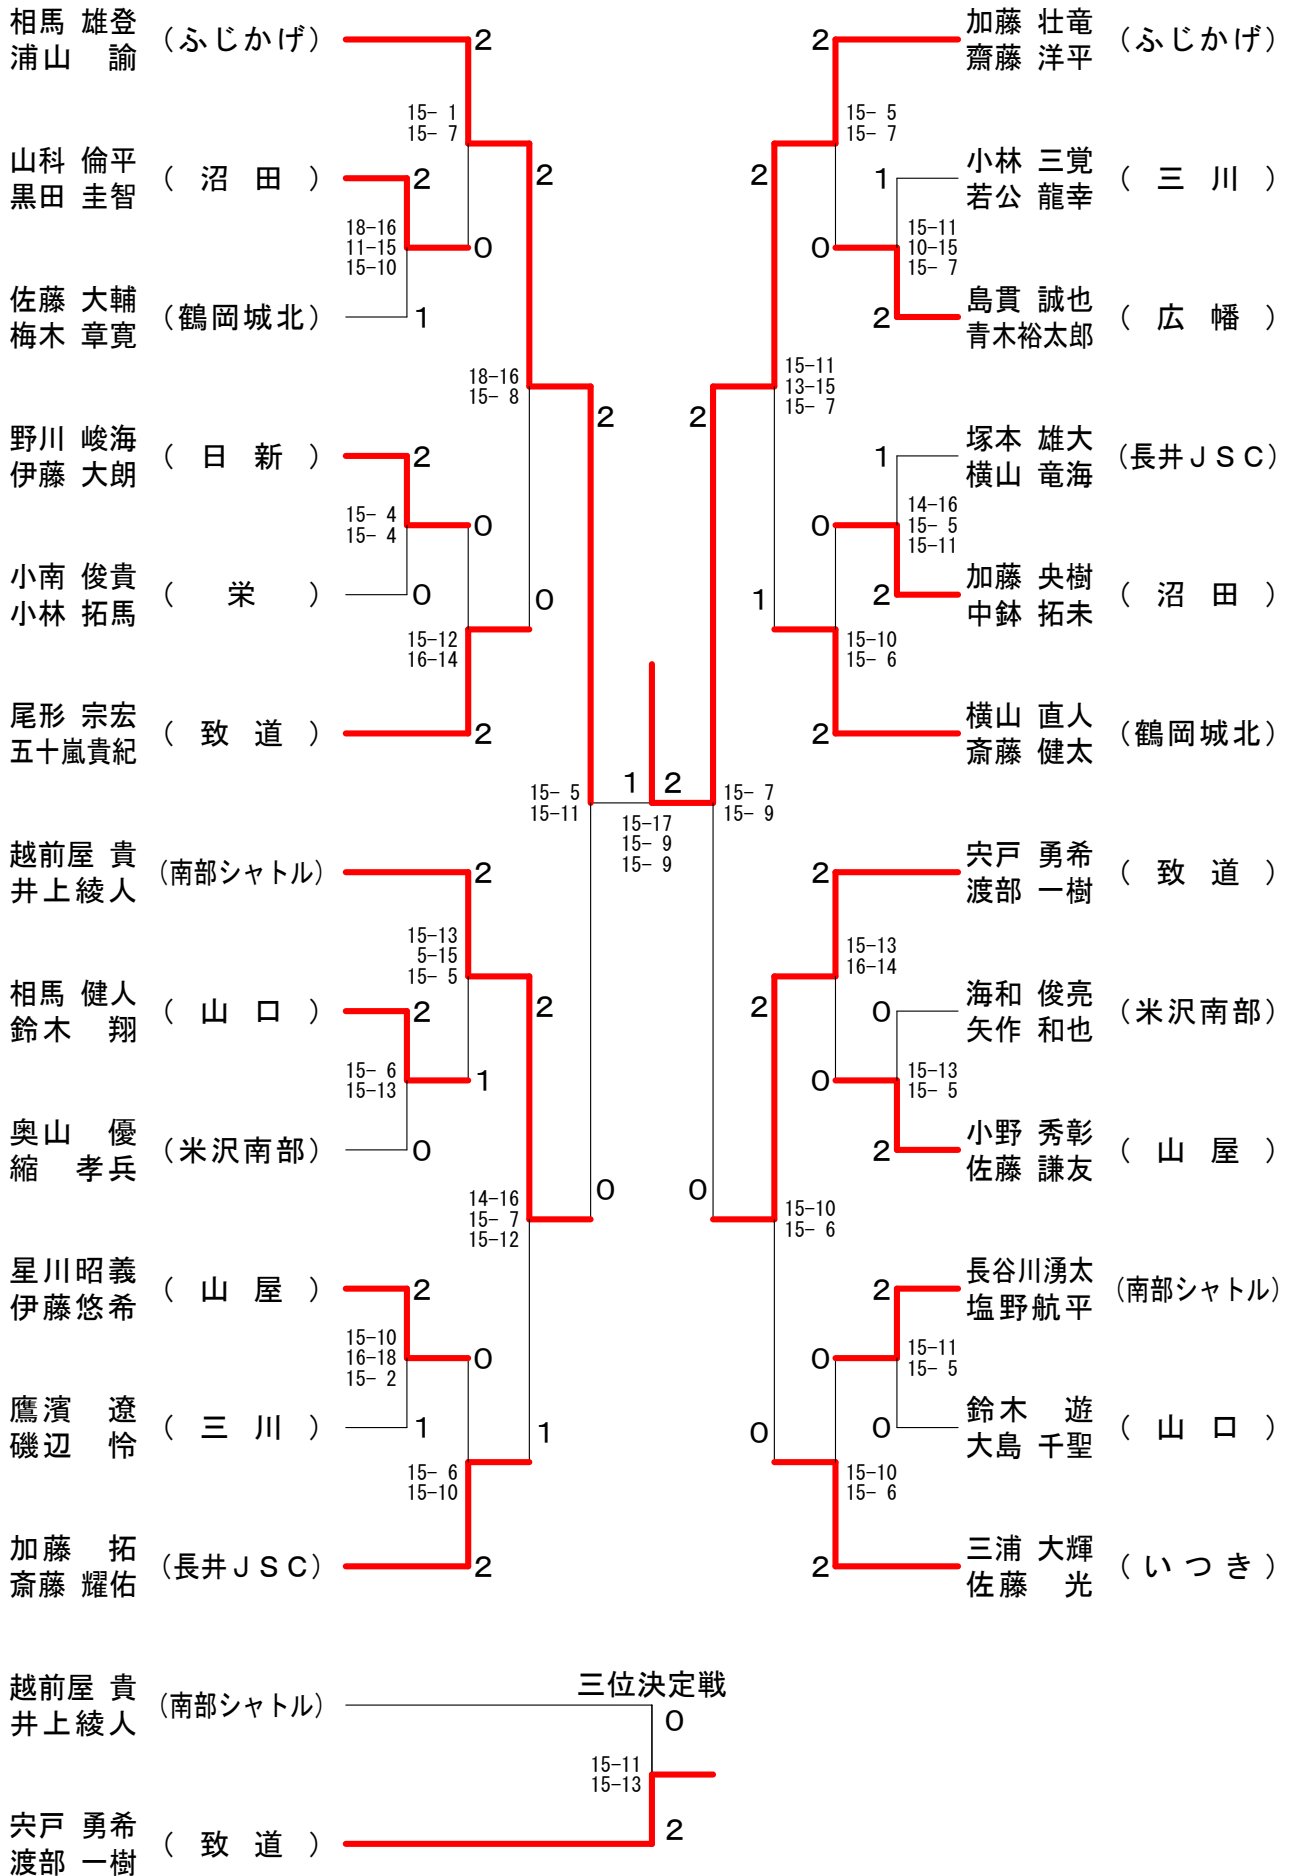 相馬 雄登
浦山 諭
(ふじかげ)
2
15- 1
15- 7
山科 倫平
黒田 圭智
( 沼 田 )
2
18-16
11-15
15-10
0
2
佐藤 大輔
梅木 章寛
(鶴岡城北)
1
18-16
15- 8
2
野川 峻海
伊藤 大朗
( 日 新 )
2
15- 4
15- 4
0
小南 俊貴
小林 拓馬
( 栄 )
0
0
15-12
16-14
尾形 宗宏
五十嵐貴紀
( 致 道 )
2
15- 5
15-11
越前屋 貴
井上綾人
(南部シャトル)
2
15-13
5-15
15- 5
相馬 健人
鈴木 翔
( 山 口 )
2
2
15- 6
15-13
1
奥山 優
縮 孝兵
(米沢南部)
0
14-16
15- 7
15-12
0
星川昭義
伊藤悠希
( 山 屋 )
2
15-10
16-18
15- 2
0
鷹濱 遼
磯辺 怜
( 三 川 )
1
1
15- 6
15-10
加藤 拓
斎藤 耀佑
(長井JSC)
2
1
2
15-17
15- 9
15- 9
2
加藤 壮竜
齋藤 洋平
(ふじかげ)
15- 5
15- 7
2
1
小林 三覚
若公 龍幸
( 三 川 )
0
15-11
10-15
15- 7
2
島貫 誠也
青木裕太郎
( 広 幡 )
15-11
13-15
15- 7
2
1
塚本 雄大
横山 竜海
(長井JSC)
0
14-16
15- 5
15-11
1
2
加藤 央樹
中鉢 拓未
( 沼 田 )
15-10
15- 6
2
横山 直人
斎藤 健太
(鶴岡城北)
15- 7
15- 9
2
宍戸 勇希
渡部 一樹
( 致 道 )
15-13
16-14
2
0
海和 俊亮
矢作 和也
(米沢南部)
0
15-13
15- 5
2
小野 秀彰
佐藤 謙友
( 山 屋 )
0
15-10
15- 6
2
長谷川湧太
塩野航平
(南部シャトル)
0
15-11
15- 5
0
0
鈴木 遊
大島 千聖
( 山 口 )
15-10
15- 6
2
三浦 大輝
佐藤 光
(いつき)
三位決定戦
越前屋 貴
井上綾人
(南部シャトル)
0
15-11
15-13
宍戸 勇希
渡部 一樹
( 致 道 )
2